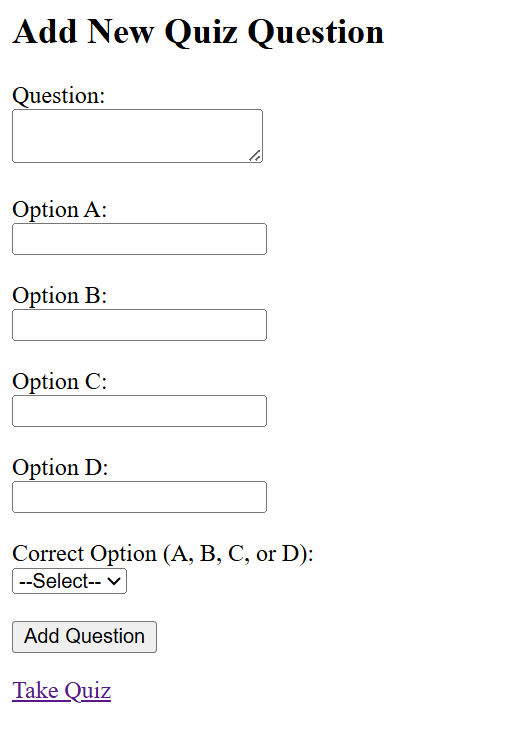 Add New Quiz Question
Question:
Option A:
Option B:
Option C:
Option D:
Correct Option (A, B, C, or D):
--Select--
Add Question
Take Quiz